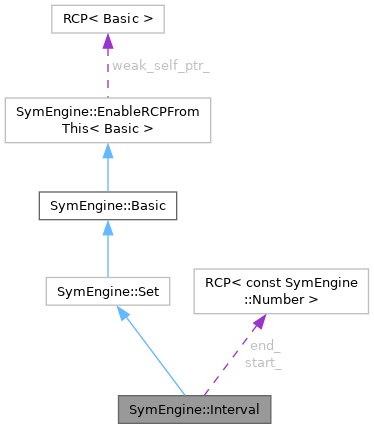 RCP< Basic >
weak_self_ptr_
SymEngine::EnableRCPFrom
This< Basic >
SymEngine::Basic
SymEngine::Set
RCP< const SymEngine
::Number >
end_
start_
SymEngine::Interval